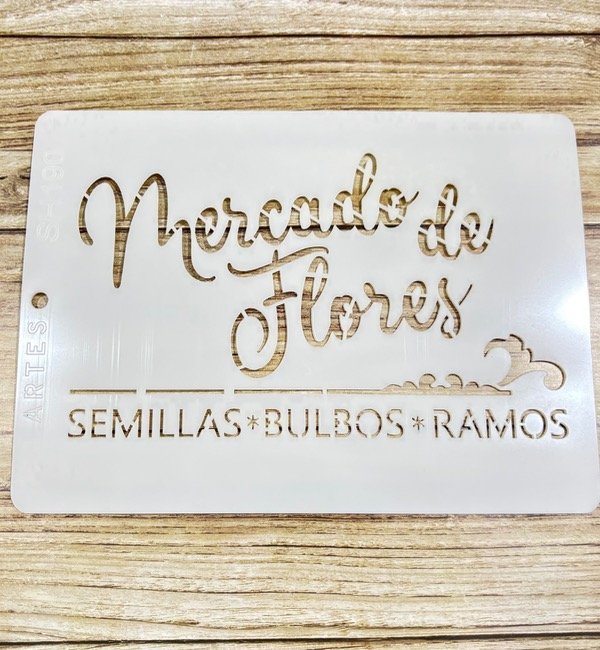 Mercado de
Flores
SEMILLAS*BULBOS*RAMOS
ARTES